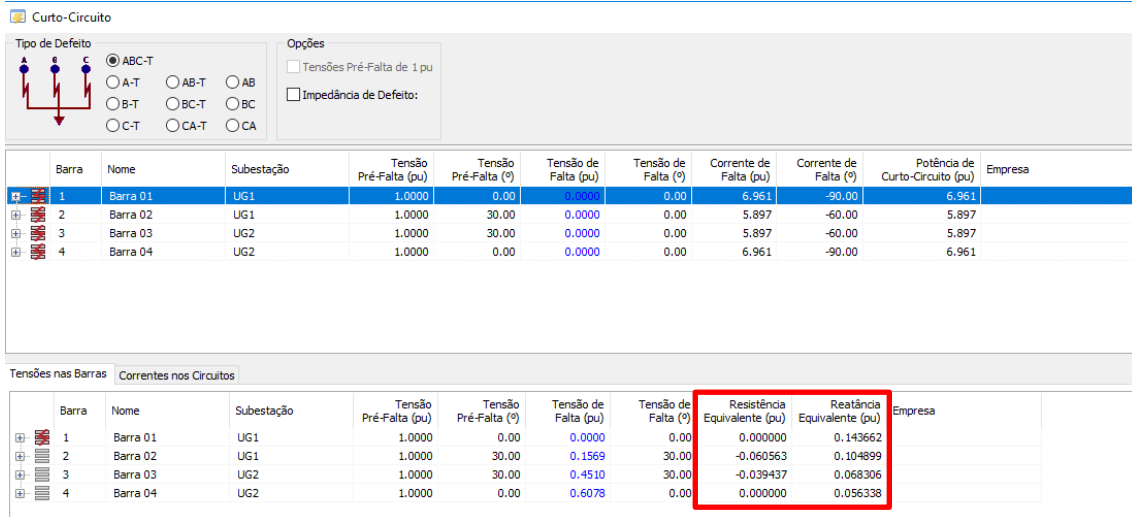 Curto-Circuito
Tipo de Defeito
A B C
ABC-T
A-T AB-T AB
B-T BC-T BC
C-T CA-T CA
Opções
Tensões Pré-Falta de 1 pu
Impedância de Defeito:
Barra Nome Subestação Tensão Pré-Falta (pu) Tensão Pré-Falta (º) Tensão de Falta (pu) Tensão de Falta (º) Corrente de Falta (pu) Corrente de Falta (º) Potência de Curto-Circuito (pu) Empresa
1 Barra 01 UG1 1.0000 0.00 0.0000 0.00 6.961 -90.00 6.961
2 Barra 02 UG1 1.0000 30.00 0.0000 0.00 5.897 -60.00 5.897
3 Barra 03 UG2 1.0000 30.00 0.0000 0.00 5.897 -60.00 5.897
4 Barra 04 UG2 1.0000 0.00 0.0000 0.00 6.961 -90.00 6.961
Tensões nas Barras Correntes nos Circuitos
Barra Nome Subestação Tensão Pré-Falta (pu) Tensão Pré-Falta (º) Tensão de Falta (pu) Tensão de Falta (º) Resistência Equivalente (pu) Reatância Equivalente (pu) Empresa
1 Barra 01 UG1 1.0000 0.00 0.0000 0.00 0.000000 0.143662
2 Barra 02 UG1 1.0000 30.00 0.1569 30.00 -0.060563 0.104899
3 Barra 03 UG2 1.0000 30.00 0.4510 30.00 -0.039437 0.068306
4 Barra 04 UG2 1.0000 0.00 0.6078 0.00 0.000000 0.056338